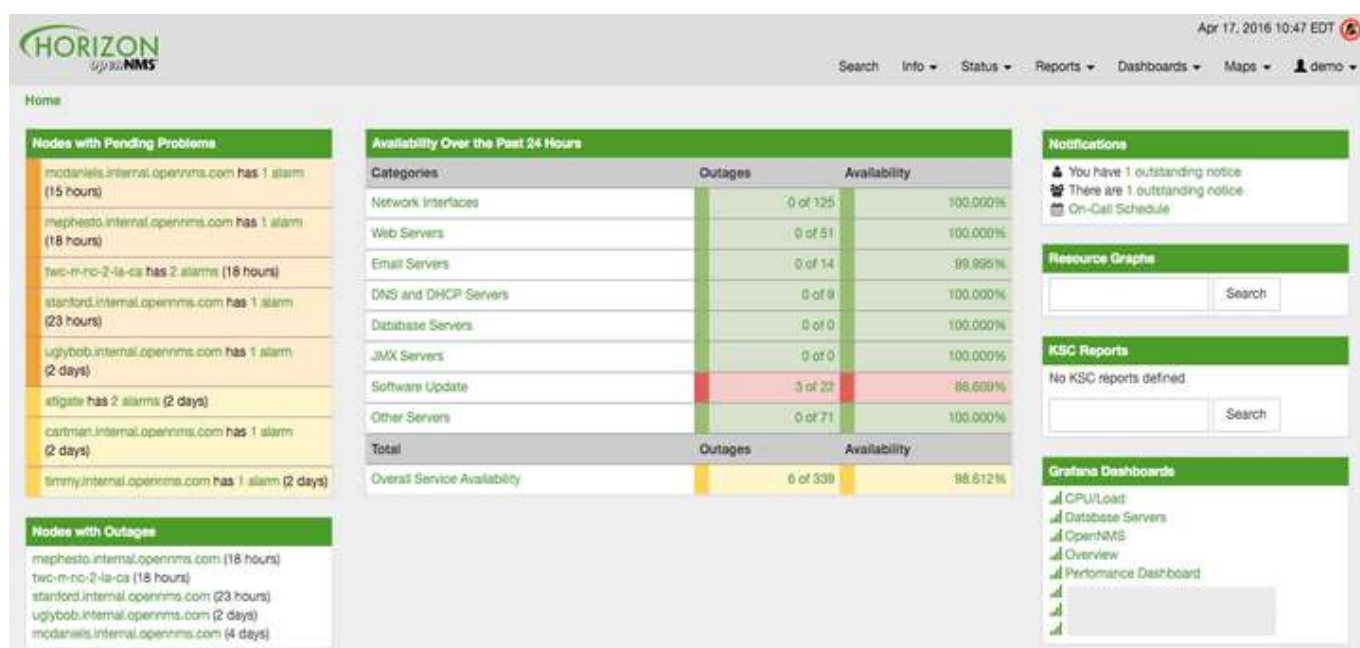 HORIZON
openNMS
Apr 17, 2016 10:47 EDT
Search Info Status Reports Dashboards Maps demo
Home
Nodes with Pending Problems
mcdaniels.internal.opennms.com has 1 alarm
(15 hours)
mephesto.internal.opennms.com has 1 alarm
(18 hours)
twc-m-nc-2-la-ca has 2 alarms (18 hours)
stanford.internal.opennms.com has 1 alarm
(23 hours)
uglybob.internal.opennms.com has 1 alarm
(2 days)
atigate has 2 alarms (2 days)
cartman.internal.opennms.com has 1 alarm
(2 days)
timmy.internal.opennms.com has 1 alarm (2 days)
Nodes with Outages
mephesto.internal.opennms.com (18 hours)
twc-m-nc-2-la-ca (18 hours)
stanford.internal.opennms.com (23 hours)
uglybob.internal.opennms.com (2 days)
mcdaniels.internal.opennms.com (4 days)
Availability Over the Past 24 Hours
Categories Outages Availability
Network Interfaces 0 of 125 100.000%
Web Servers 0 of 51 100.000%
Email Servers 0 of 14 99.995%
DNS and DHCP Servers 0 of 9 100.000%
Database Servers 0 of 0 100.000%
JMX Servers 0 of 0 100.000%
Software Update 3 of 22 86.609%
Other Servers 0 of 71 100.000%
Total Outages Availability
Overall Service Availability 6 of 339 98.612%
Notifications
You have 1 outstanding notice
There are 1 outstanding notice
On-Call Schedule
Resource Graphs
Search
KSC Reports
No KSC reports defined
Search
Grafana Dashboards
CPU/Load
Database Servers
OpenNMS
Overview
Perfomance Dashboard